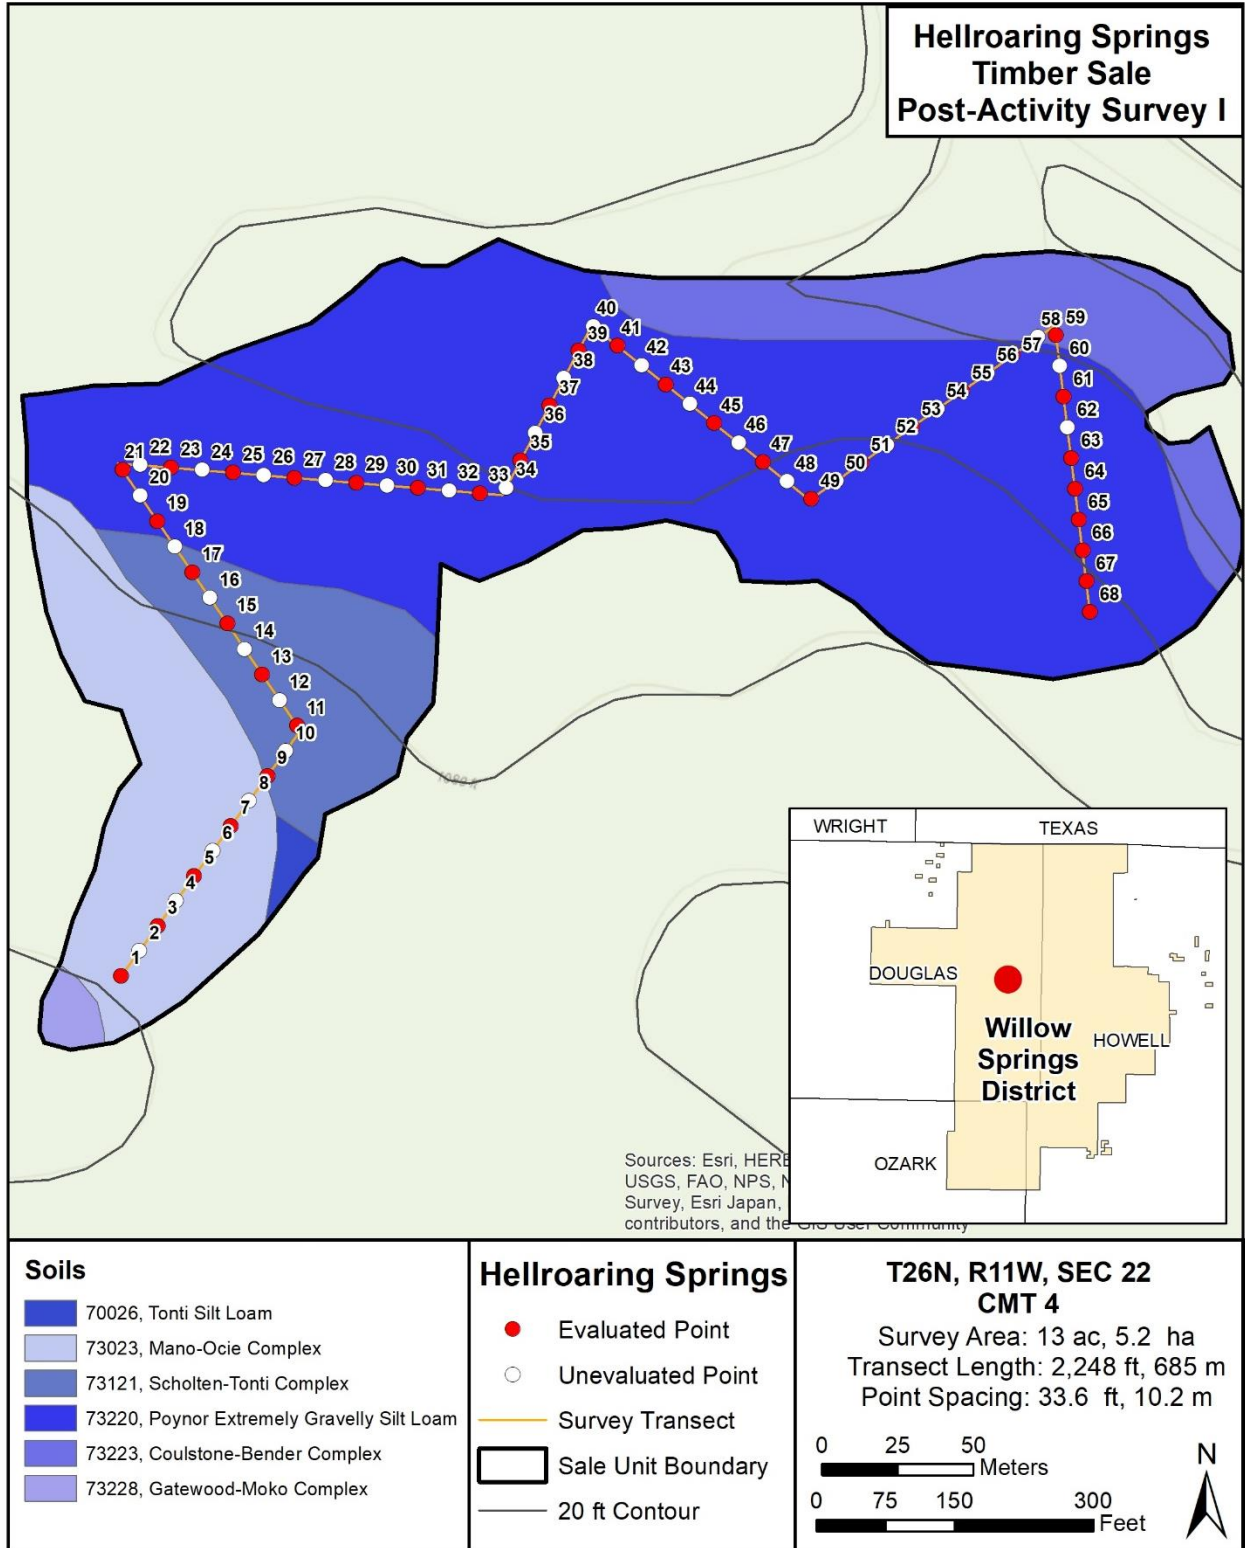 Hellroaring Springs
Timber Sale
Post-Activity Survey I
40
39
41
38
42
37
43
36
44
35
45
34
46
33
47
48
49
50
51
52
53
54
55
56
57
58
59
60
61
62
63
64
65
66
67
68
21
22
23
24
25
26
27
28
29
30
31
32
20
19
18
17
16
15
14
13
12
11
10
9
8
7
6
5
4
3
2
1
WRIGHT
TEXAS
DOUGLAS
Willow
Springs
District
HOWELL
OZARK
Sources: Esri, HERE
USGS, FAO, NPS, N
Survey, Esri Japan,
contributors, and the GIS User Community
Soils
70026, Tonti Silt Loam
73023, Mano-Ocie Complex
73121, Scholten-Tonti Complex
73220, Poynor Extremely Gravelly Silt Loam
73223, Coulstone-Bender Complex
73228, Gatewood-Moko Complex
Hellroaring Springs
Evaluated Point
Unevaluated Point
Survey Transect
Sale Unit Boundary
20 ft Contour
T26N, R11W, SEC 22
CMT 4
Survey Area: 13 ac, 5.2 ha
Transect Length: 2,248 ft, 685 m
Point Spacing: 33.6 ft, 10.2 m
0 25 50
Meters
0 75 150 300
Feet
N